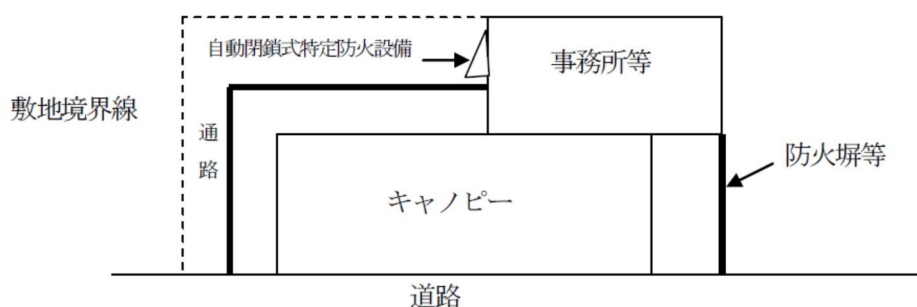 自動閉鎖式特定防火設備
事務所等
敷地境界線
通路
防火塀等
キャノピー
道路